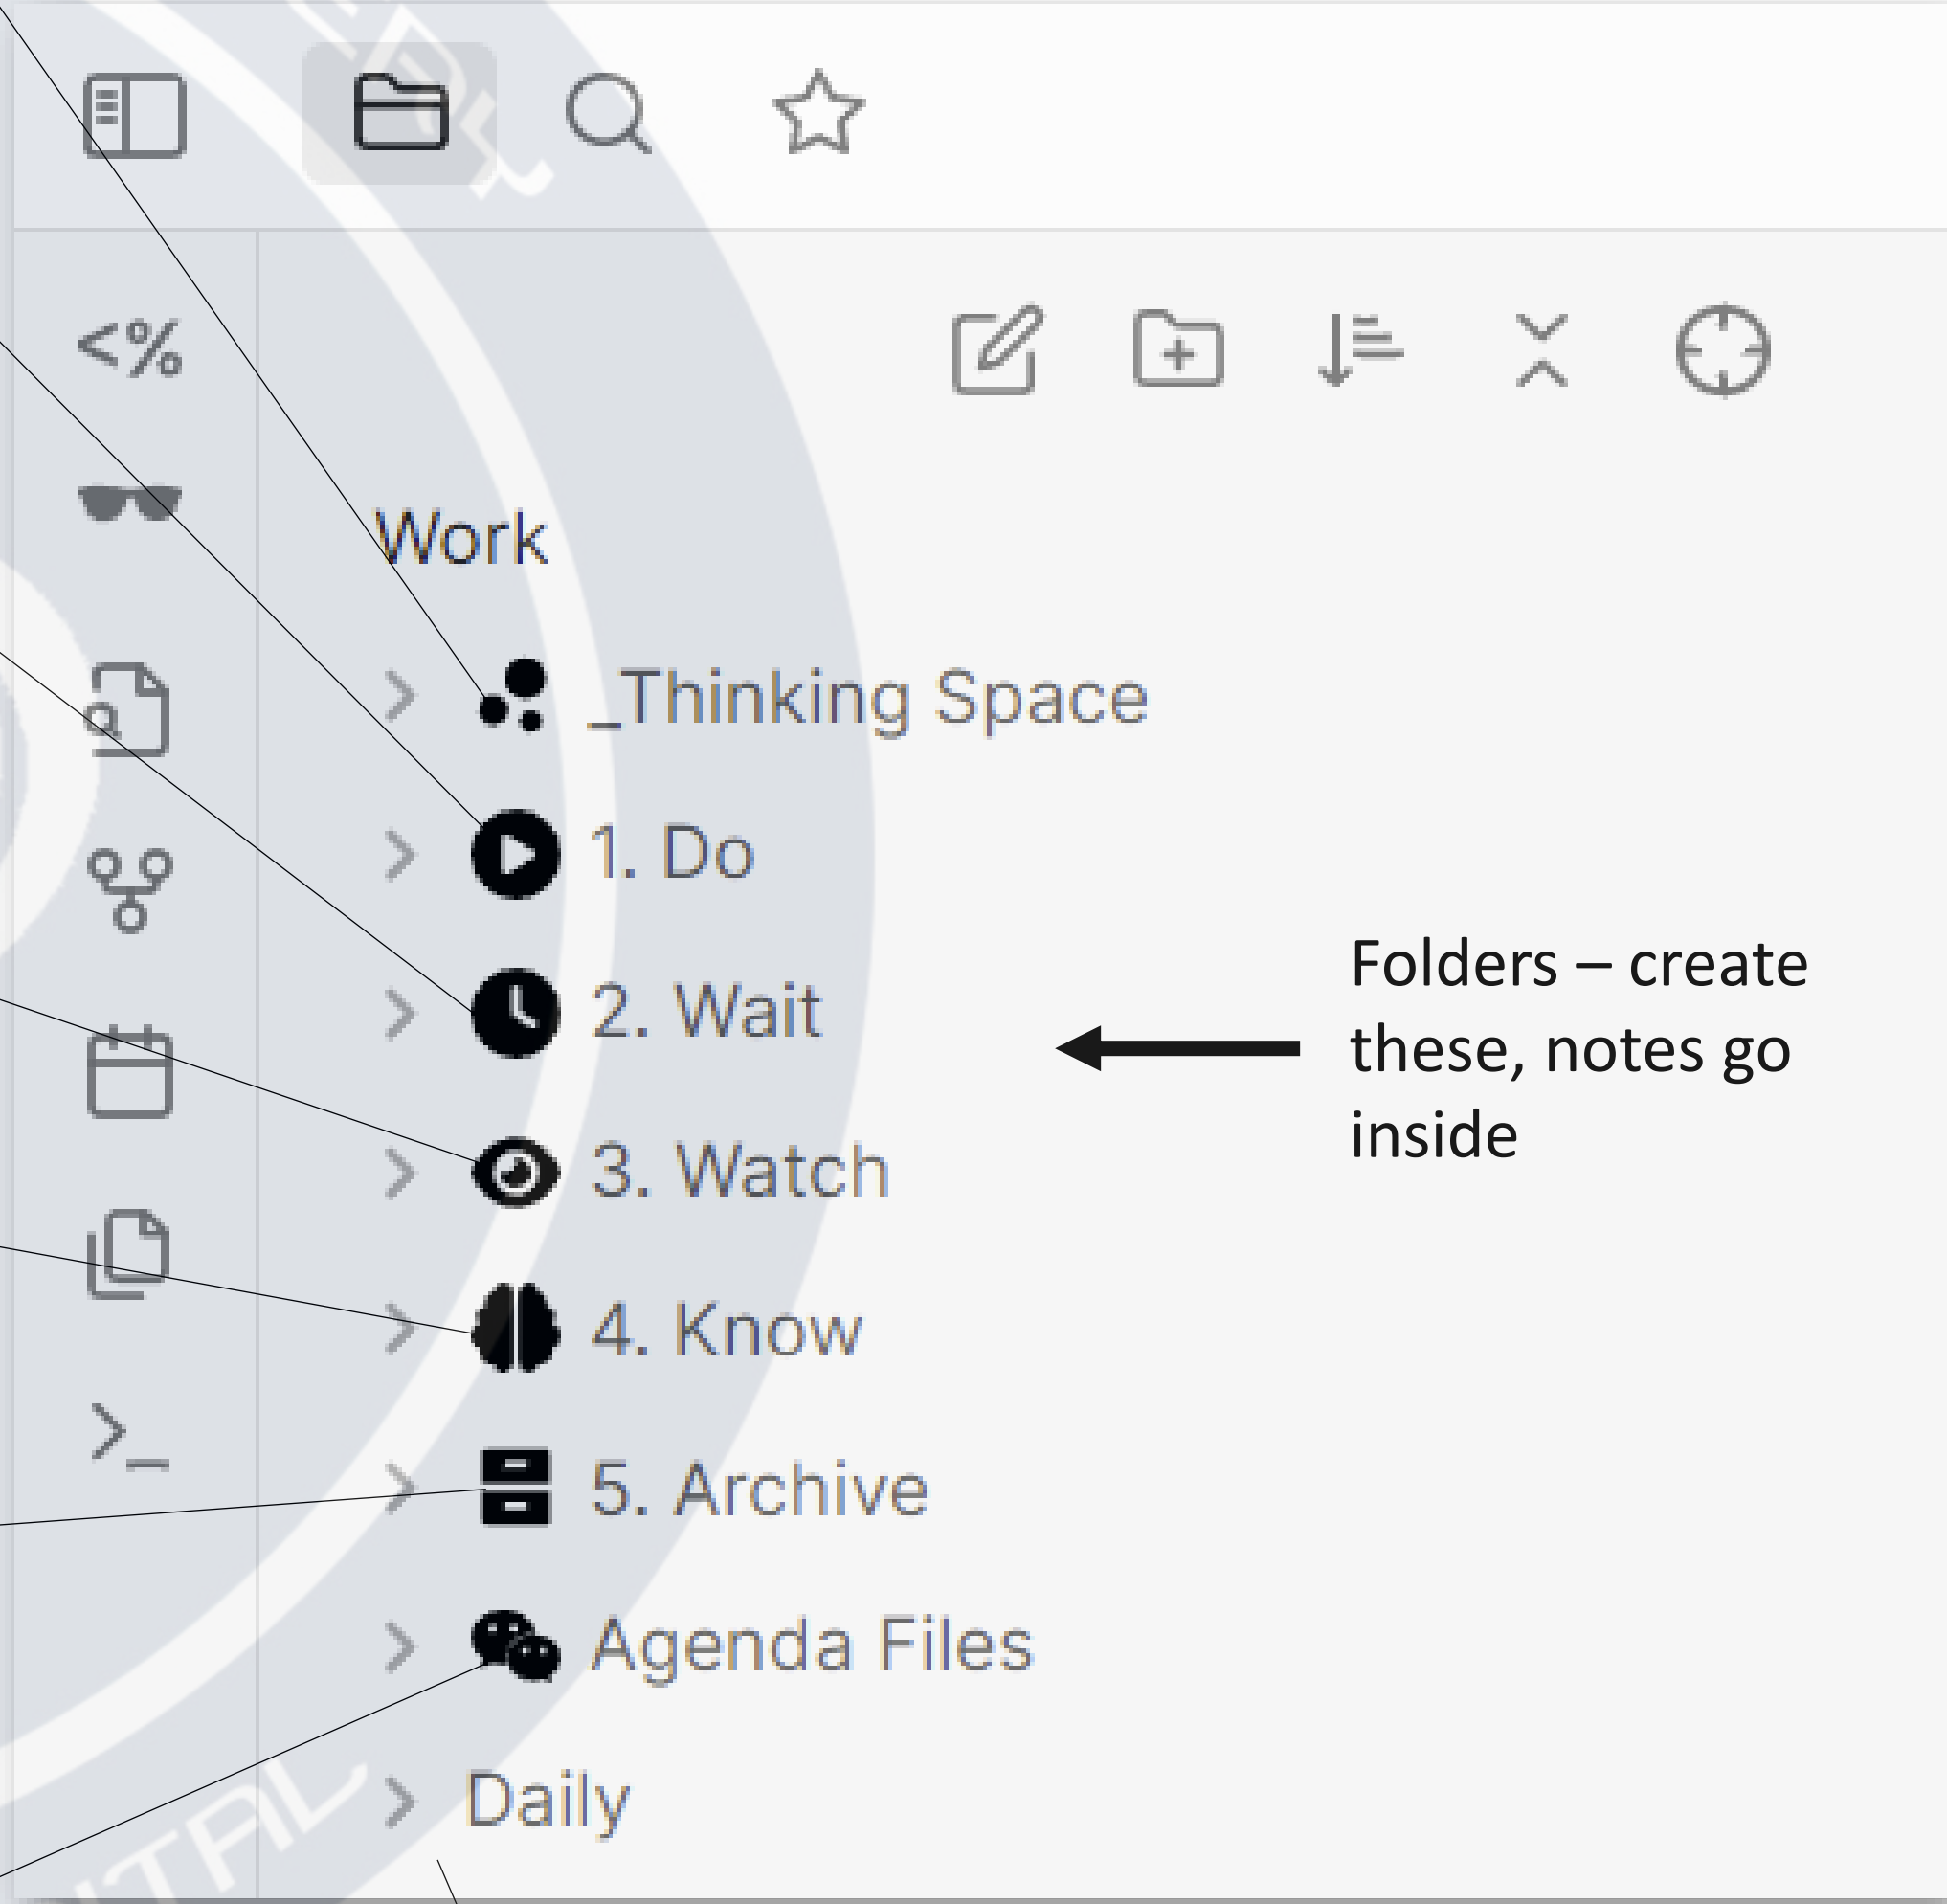 <%
Work
_Thinking Space
1. Do
2. Wait
3. Watch
4. Know
5. Archive
Agenda Files
Daily
Folders – create
these, notes go
inside
>_